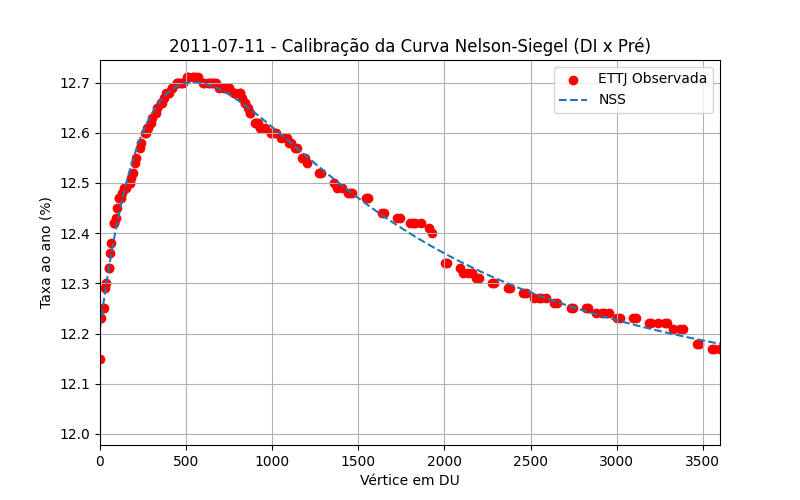 2011-07-11 - Calibração da Curva Nelson-Siegel (DI x Pré)
ETTJ Observada
NSS
Taxa ao ano (%)
12.7
12.6
12.5
12.4
12.3
12.2
12.1
12.0
0 500 1000 1500 2000 2500 3000 3500
Vértice em DU